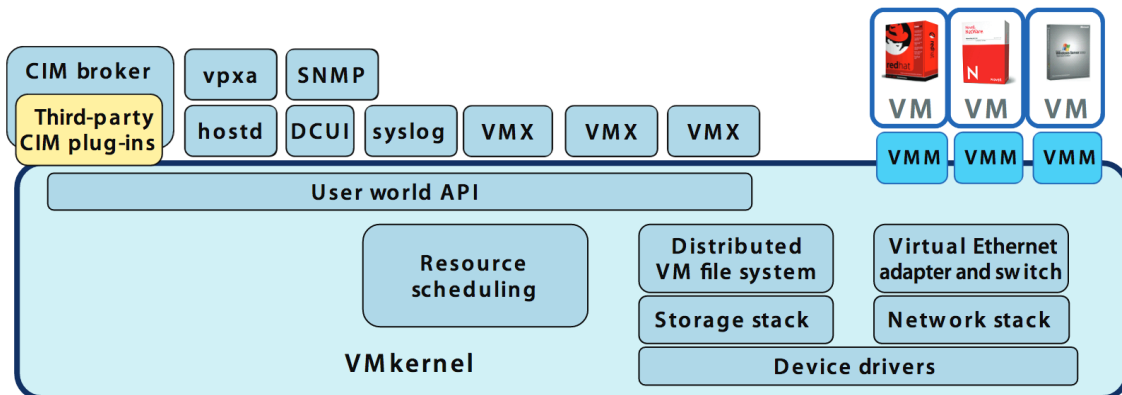 CIM broker
Third-party
CIM plug-ins
vpxa
SNMP
hostd
DCUI
syslog
VMX
VMX
VMX
redhat
N
VM
VM
VM
VMM
VMM
VMM
User world API
Resource
scheduling
Distributed
VM file system
Virtual Ethernet
adapter and switch
Storage stack
Network stack
VMkernel
Device drivers